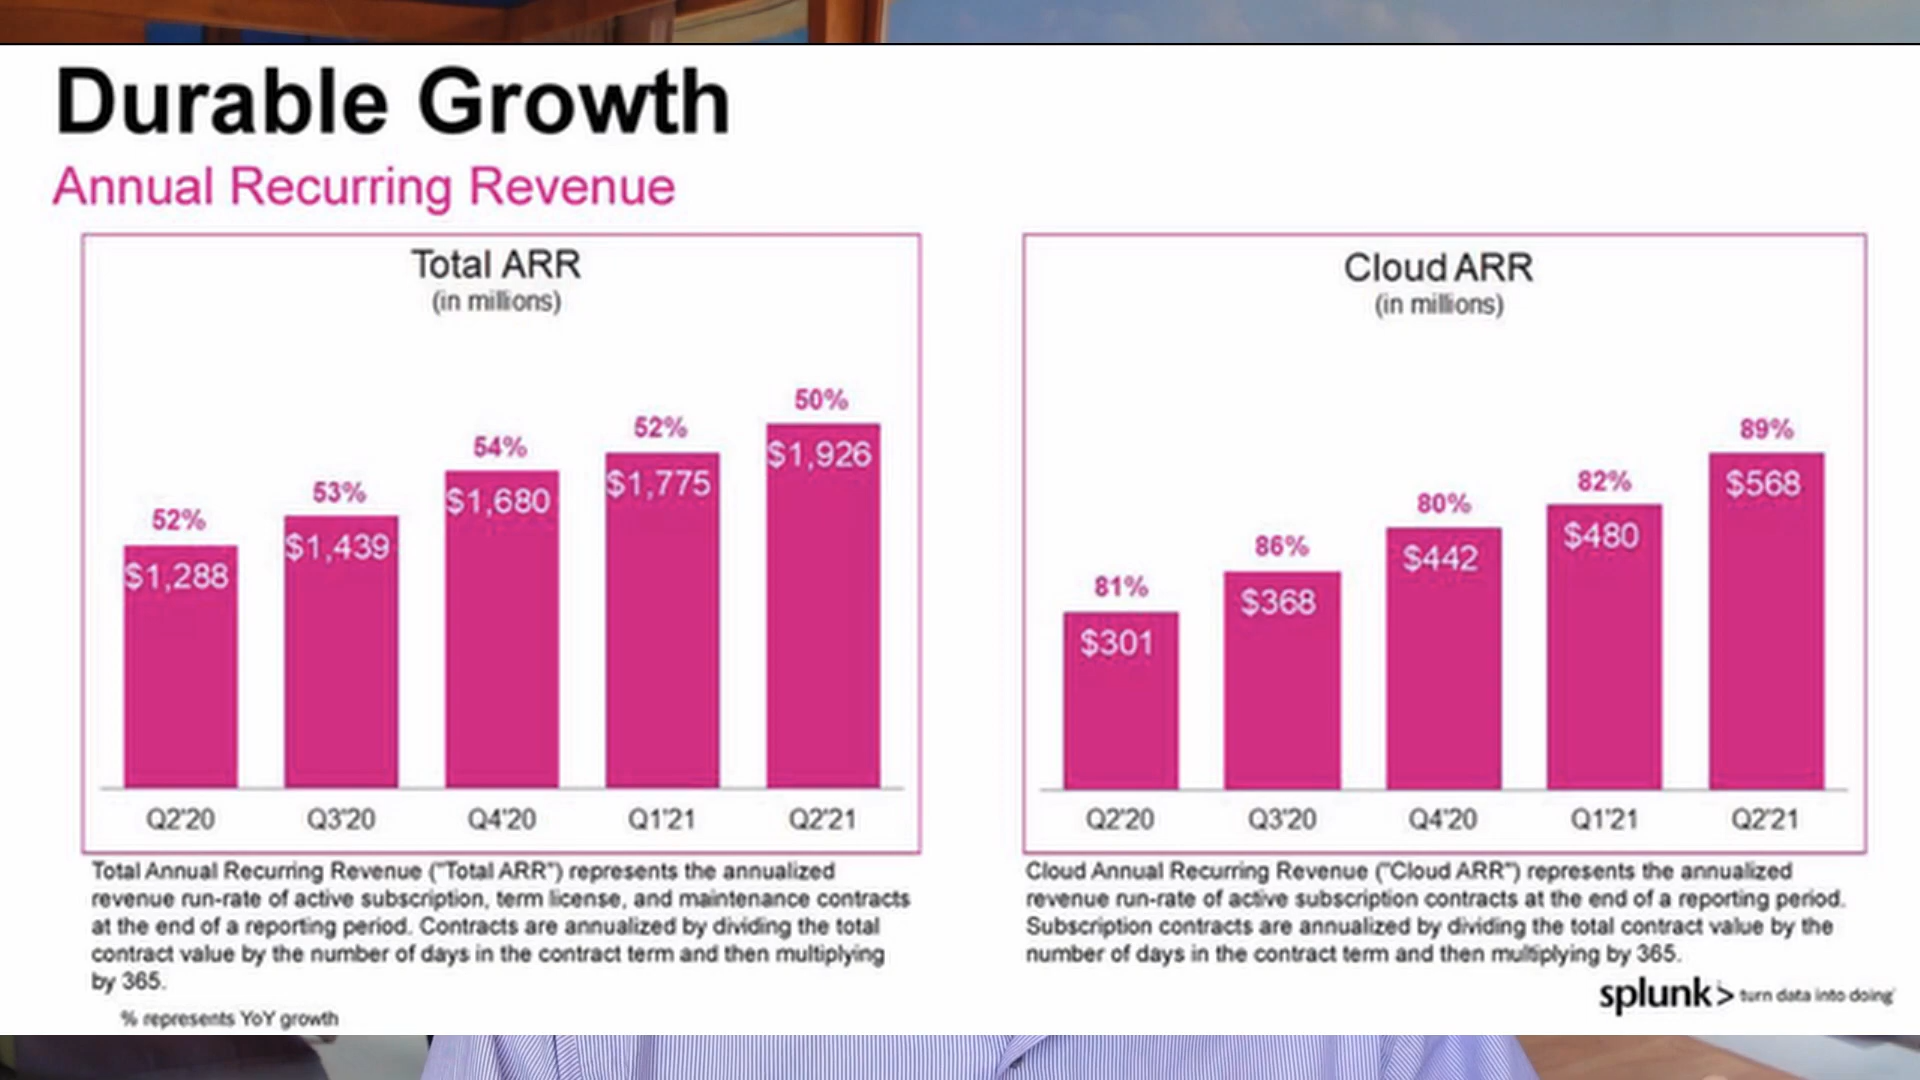 Durable Growth
Annual Recurring Revenue
Total ARR
(in millions)
52%
53%
54%
52%
50%
$1,288
$1,439
$1,680
$1,775
$1,926
Q2'20
Q3'20
Q4'20
Q1'21
Q2'21
Total Annual Recurring Revenue ("Total ARR") represents the annualized
revenue run-rate of active subscription, term license, and maintenance contracts
at the end of a reporting period. Contracts are annualized by dividing the total
contract value by the number of days in the contract term and then multiplying
by 365.
% represents YoY growth
Cloud ARR
(in millions)
81%
86%
80%
82%
89%
$301
$368
$442
$480
$568
Q2'20
Q3'20
Q4'20
Q1'21
Q2'21
Cloud Annual Recurring Revenue ("Cloud ARR") represents the annualized
revenue run-rate of active subscription contracts at the end of a reporting period.
Subscription contracts are annualized by dividing the total contract value by the
number of days in the contract term and then multiplying by 365.
splunk> turn data into doing